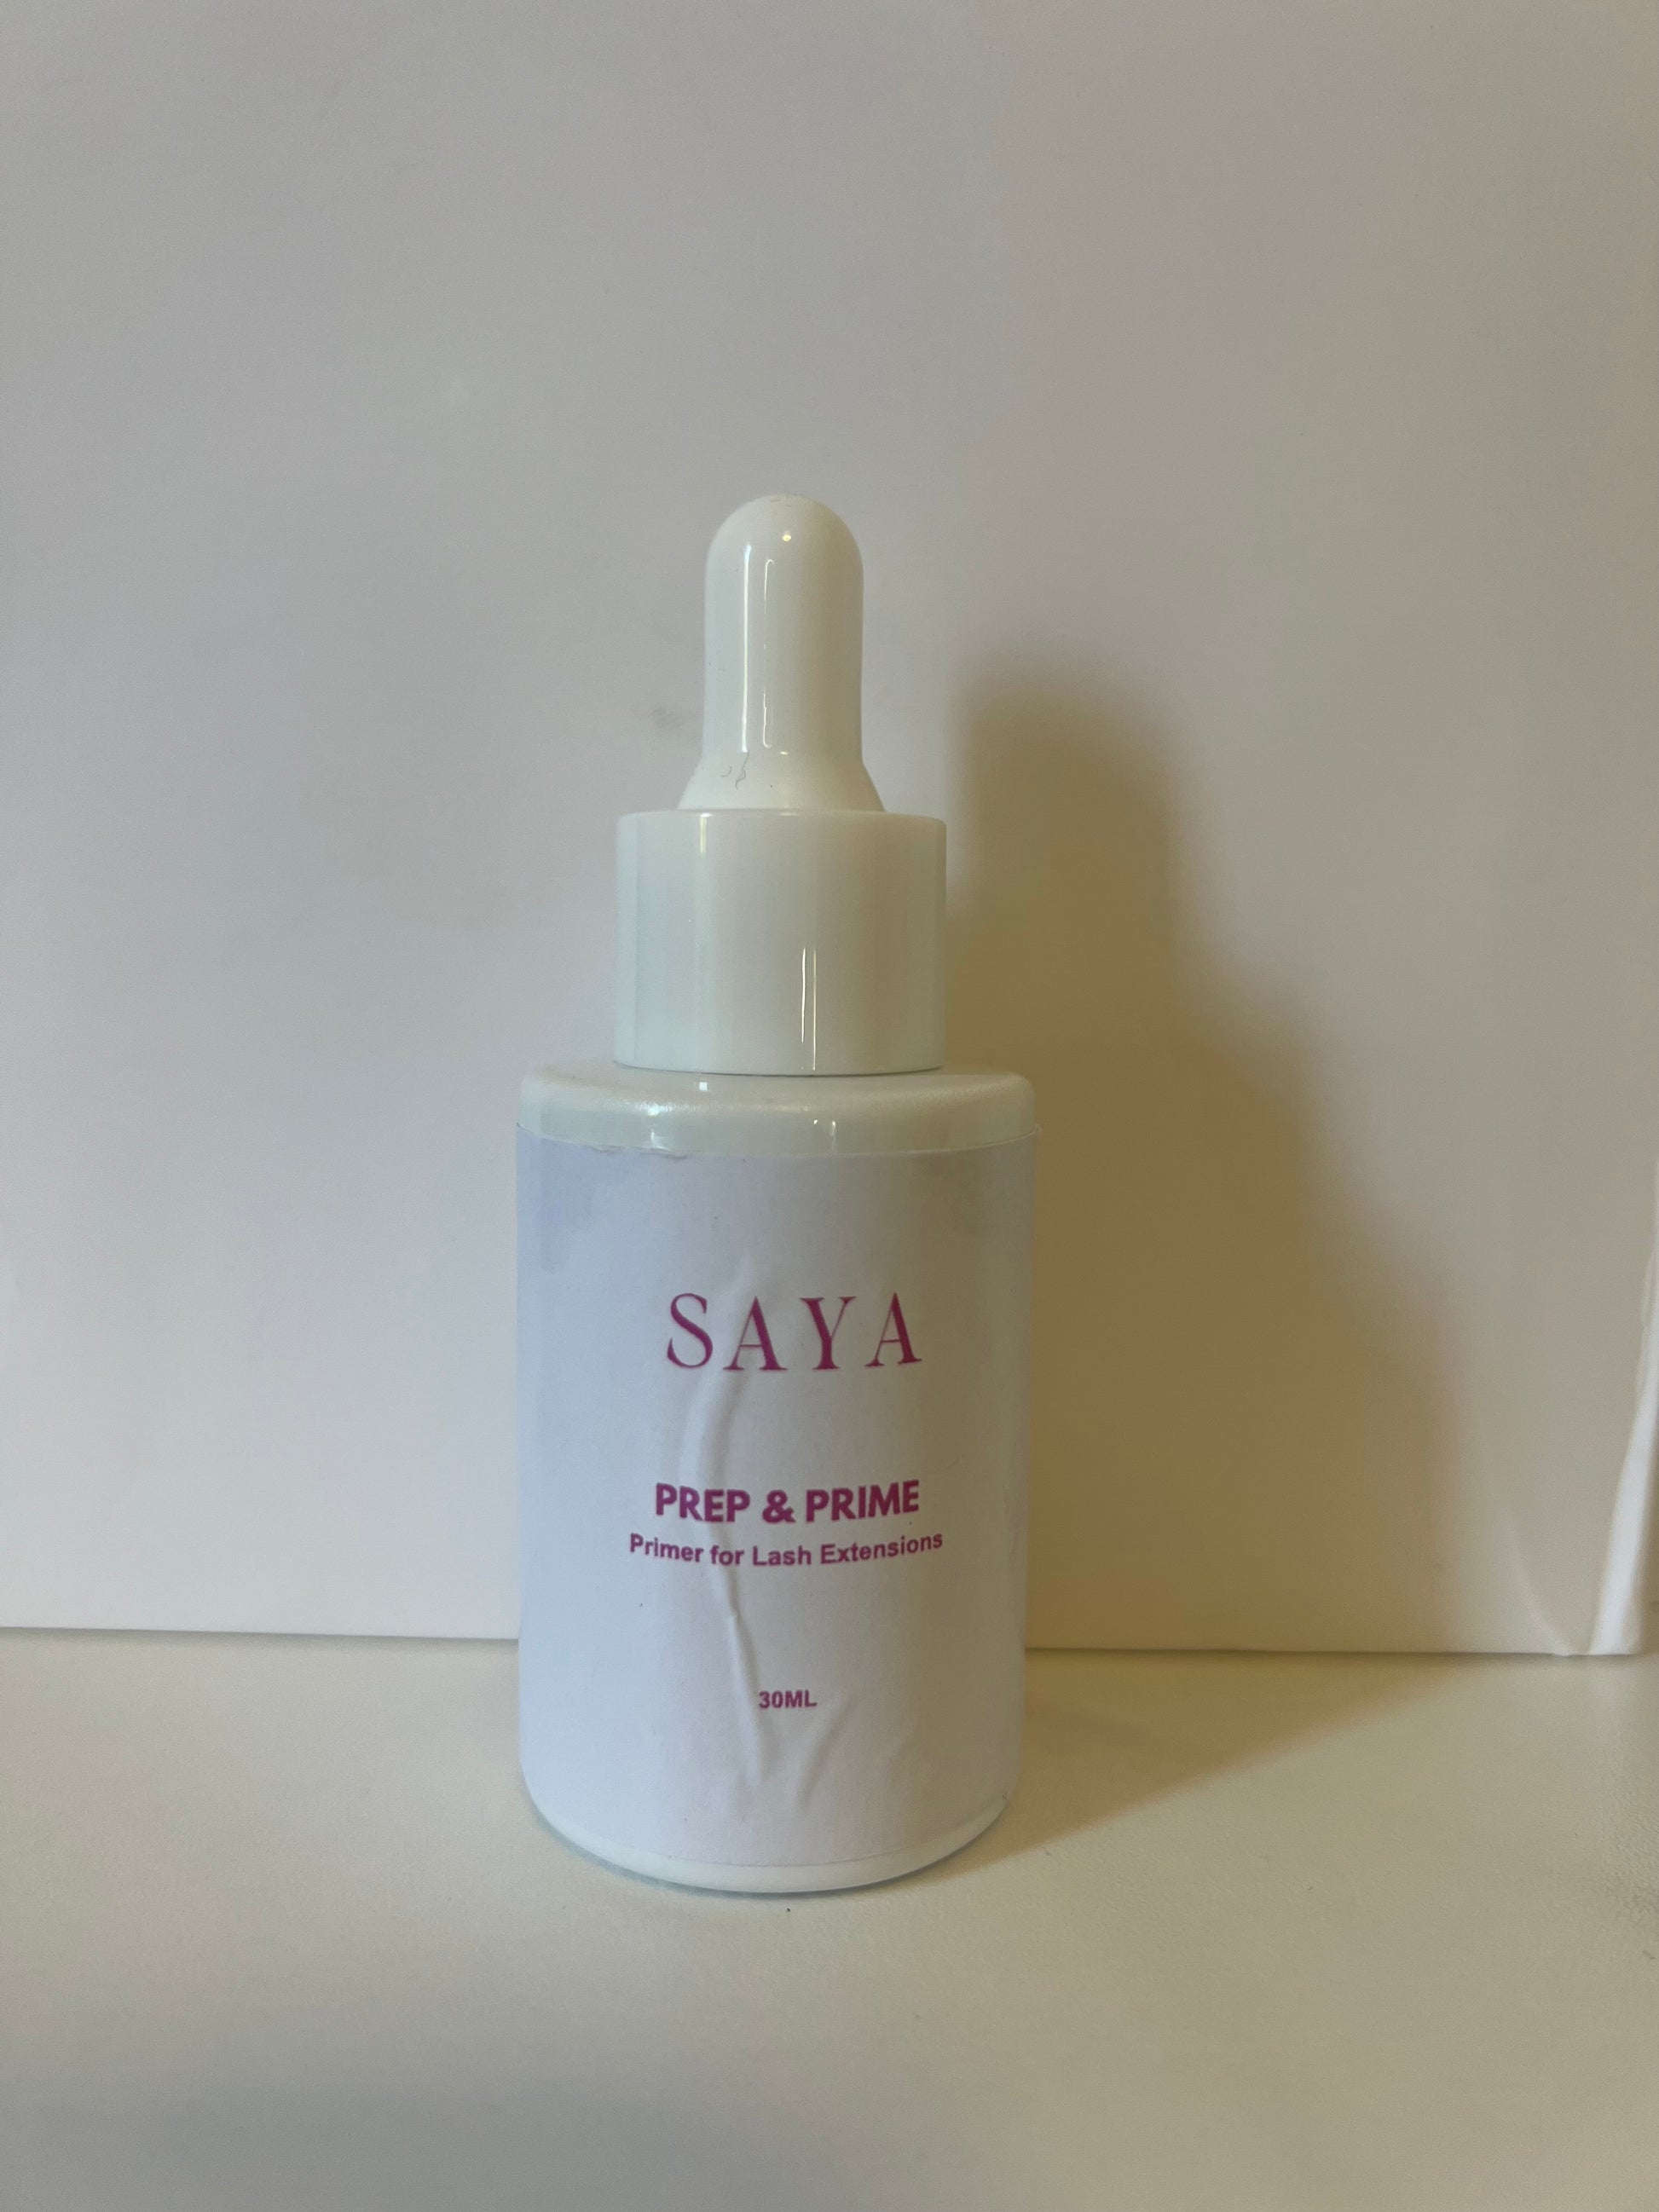 SAYA
PREP & PRIME
Primer for Lash Extensions
30ML